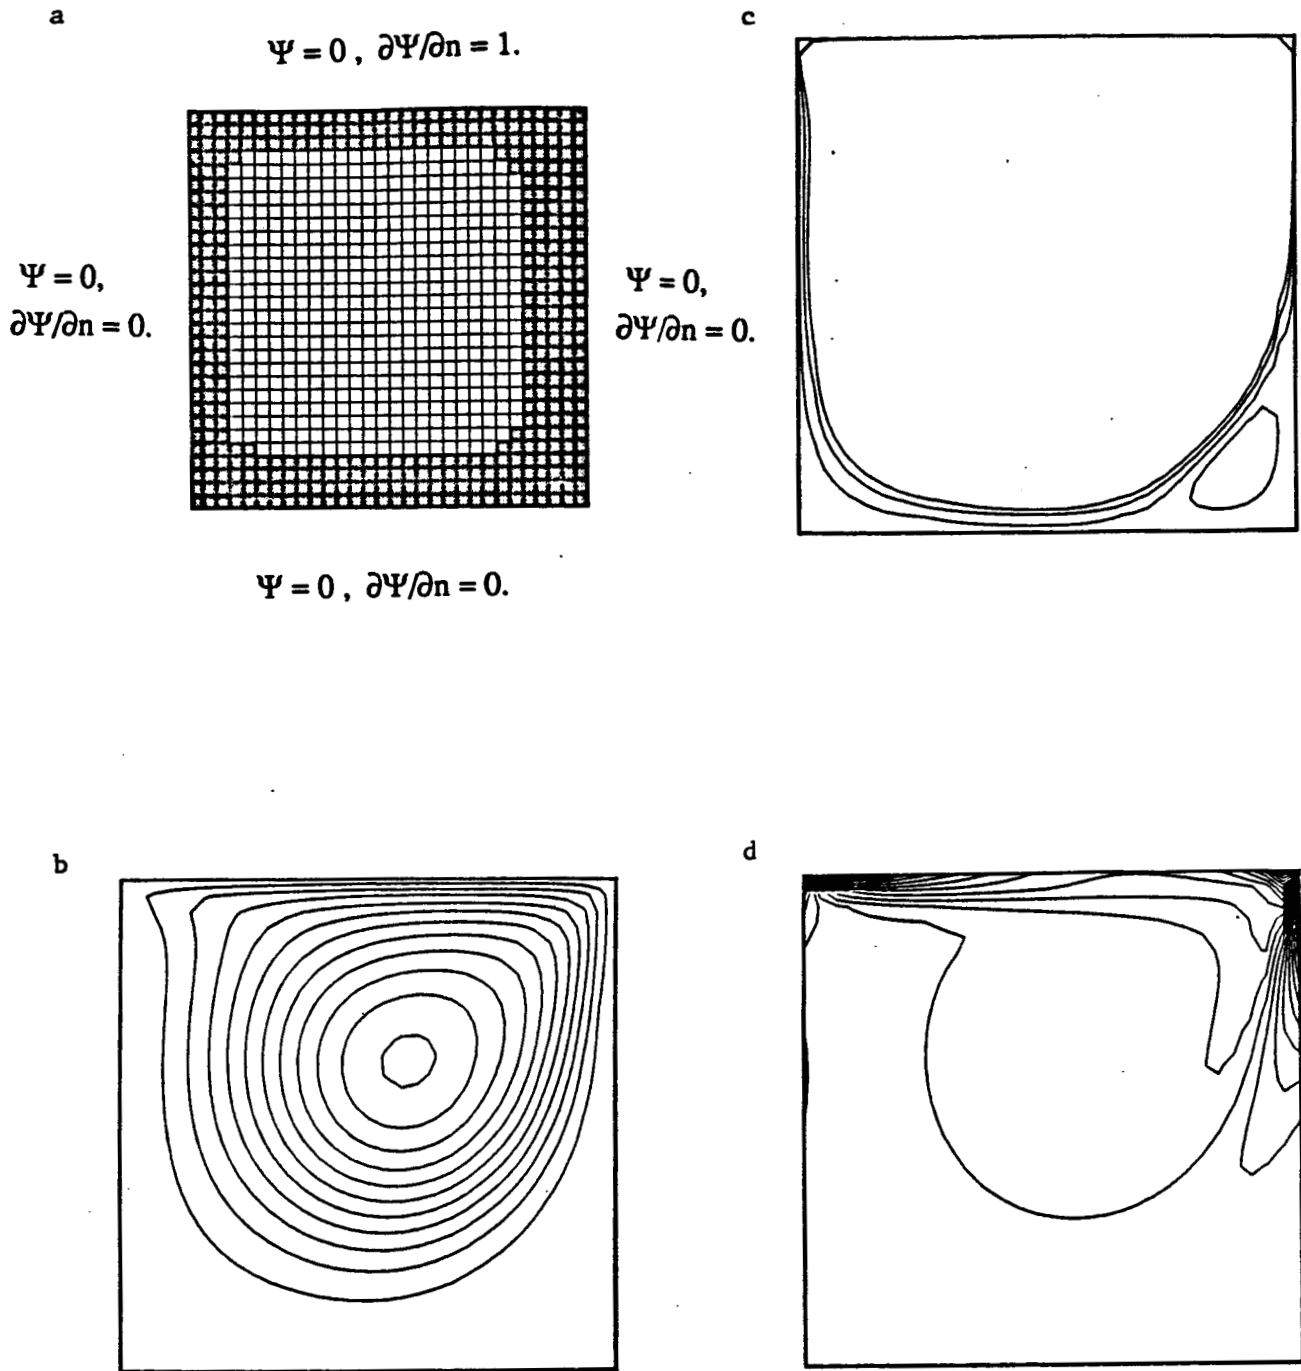 a
Ψ = 0 , ∂Ψ/∂n = 1.
Ψ = 0,
∂Ψ/∂n = 0.
Ψ = 0,
∂Ψ/∂n = 0.
Ψ = 0 , ∂Ψ/∂n = 0.
c
b
d